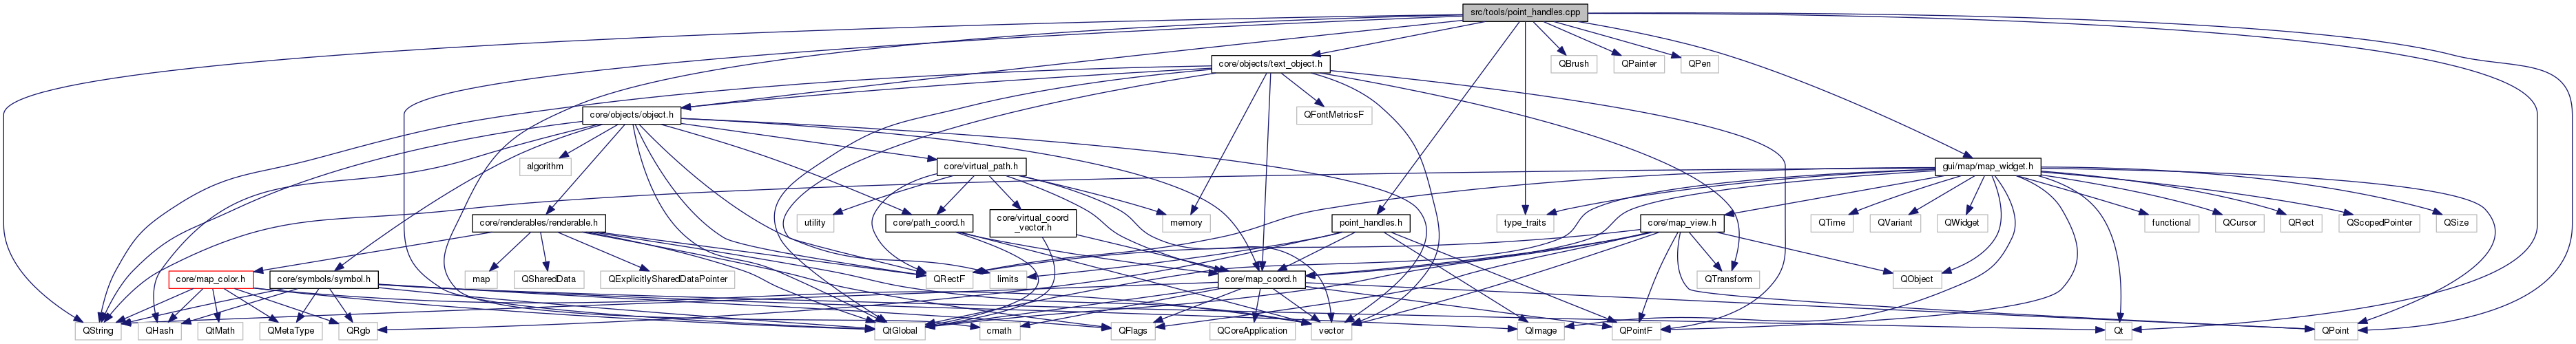 src/tools/point_handles.cpp
core/objects/text_object.h
QBrush
QPainter
QPen
core/objects/object.h
QFontMetricsF
algorithm
core/virtual_path.h
gui/map/map_widget.h
core/renderables/renderable.h
utility
core/path_coord.h
core/virtual_coord
_vector.h
memory
point_handles.h
type_traits
core/map_view.h
QTime
QVariant
QWidget
functional
QCursor
QRect
QScopedPointer
QSize
core/map_color.h
core/symbols/symbol.h
map
QSharedData
QExplicitlySharedDataPointer
QRectF
limits
core/map_coord.h
QTransform
QObject
QString
QHash
QtMath
QMetaType
QRgb
QtGlobal
cmath
QFlags
QCoreApplication
vector
QImage
QPointF
Qt
QPoint